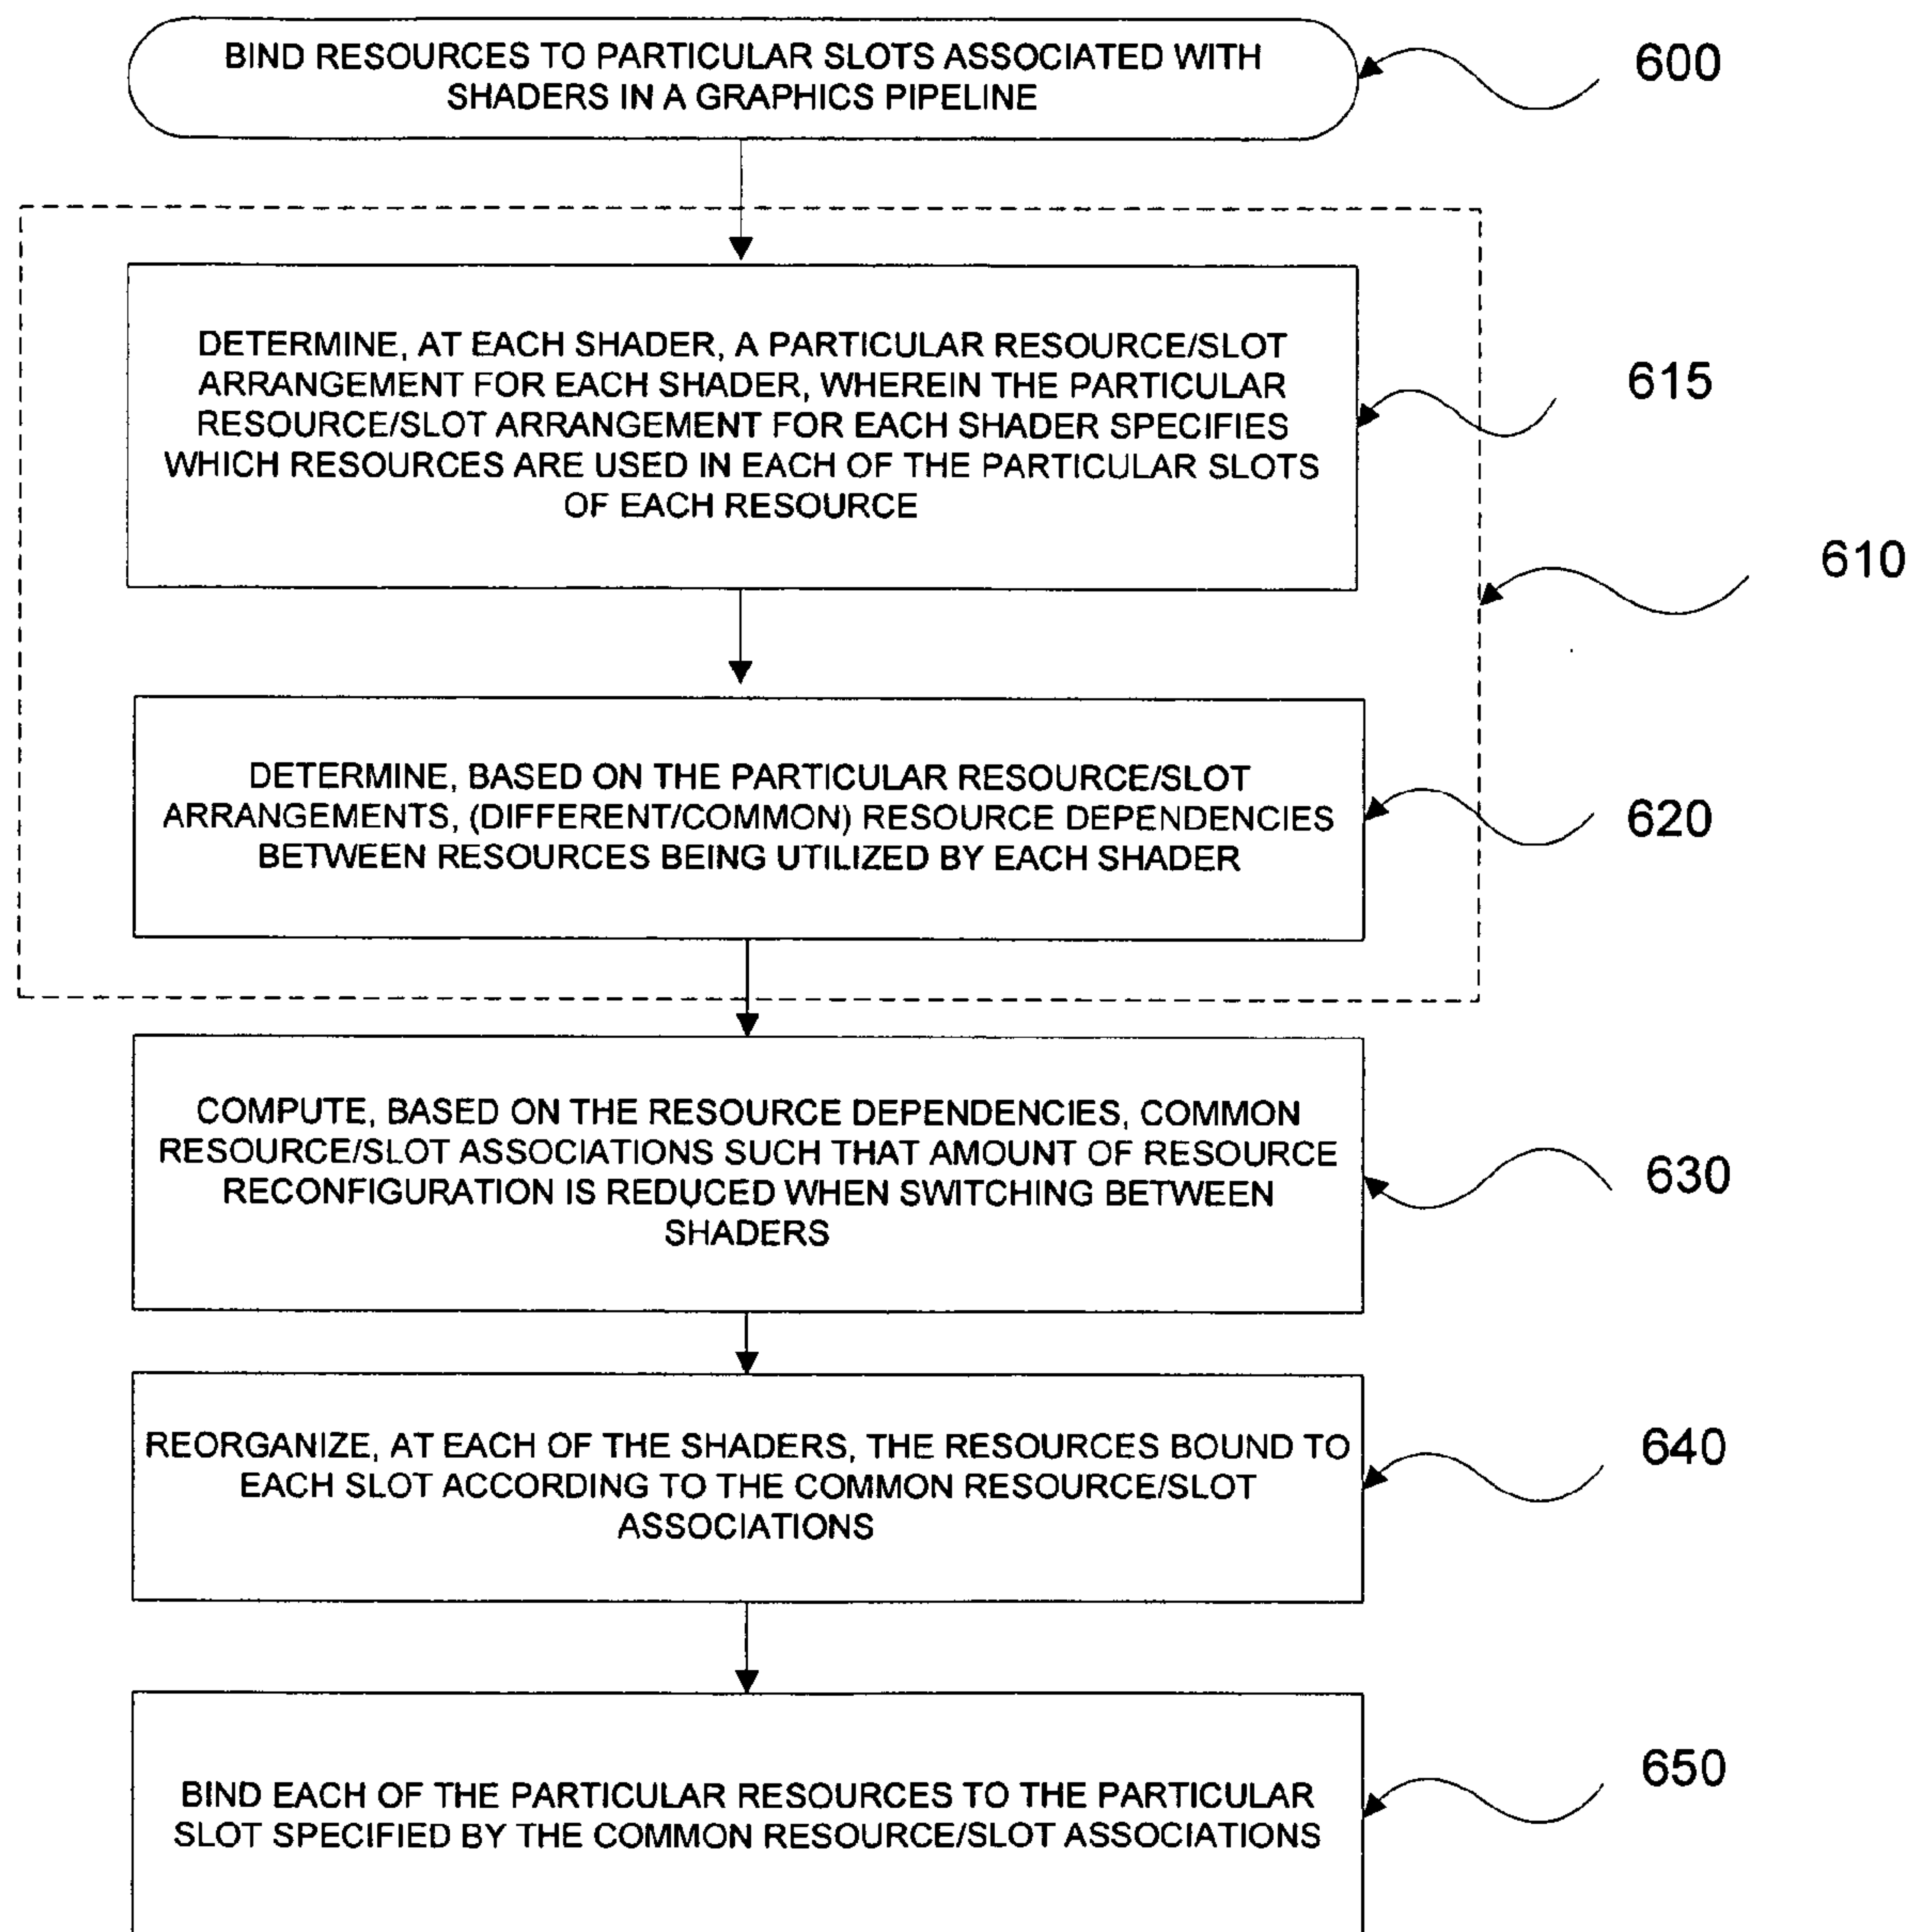 BIND RESOURCES TO PARTICULAR SLOTS ASSOCIATED WITH
SHADERS IN A GRAPHICS PIPELINE
600
DETERMINE, AT EACH SHADER, A PARTICULAR RESOURCE/SLOT
ARRANGEMENT FOR EACH SHADER, WHEREIN THE PARTICULAR
RESOURCE/SLOT ARRANGEMENT FOR EACH SHADER SPECIFIES
WHICH RESOURCES ARE USED IN EACH OF THE PARTICULAR SLOTS
OF EACH RESOURCE
615
610
DETERMINE, BASED ON THE PARTICULAR RESOURCE/SLOT
ARRANGEMENTS, (DIFFERENT/COMMON) RESOURCE DEPENDENCIES
BETWEEN RESOURCES BEING UTILIZED BY EACH SHADER
620
COMPUTE, BASED ON THE RESOURCE DEPENDENCIES, COMMON
RESOURCE/SLOT ASSOCIATIONS SUCH THAT AMOUNT OF RESOURCE
RECONFIGURATION IS REDUCED WHEN SWITCHING BETWEEN
SHADERS
630
REORGANIZE, AT EACH OF THE SHADERS, THE RESOURCES BOUND TO
EACH SLOT ACCORDING TO THE COMMON RESOURCE/SLOT
ASSOCIATIONS
640
BIND EACH OF THE PARTICULAR RESOURCES TO THE PARTICULAR
SLOT SPECIFIED BY THE COMMON RESOURCE/SLOT ASSOCIATIONS
650